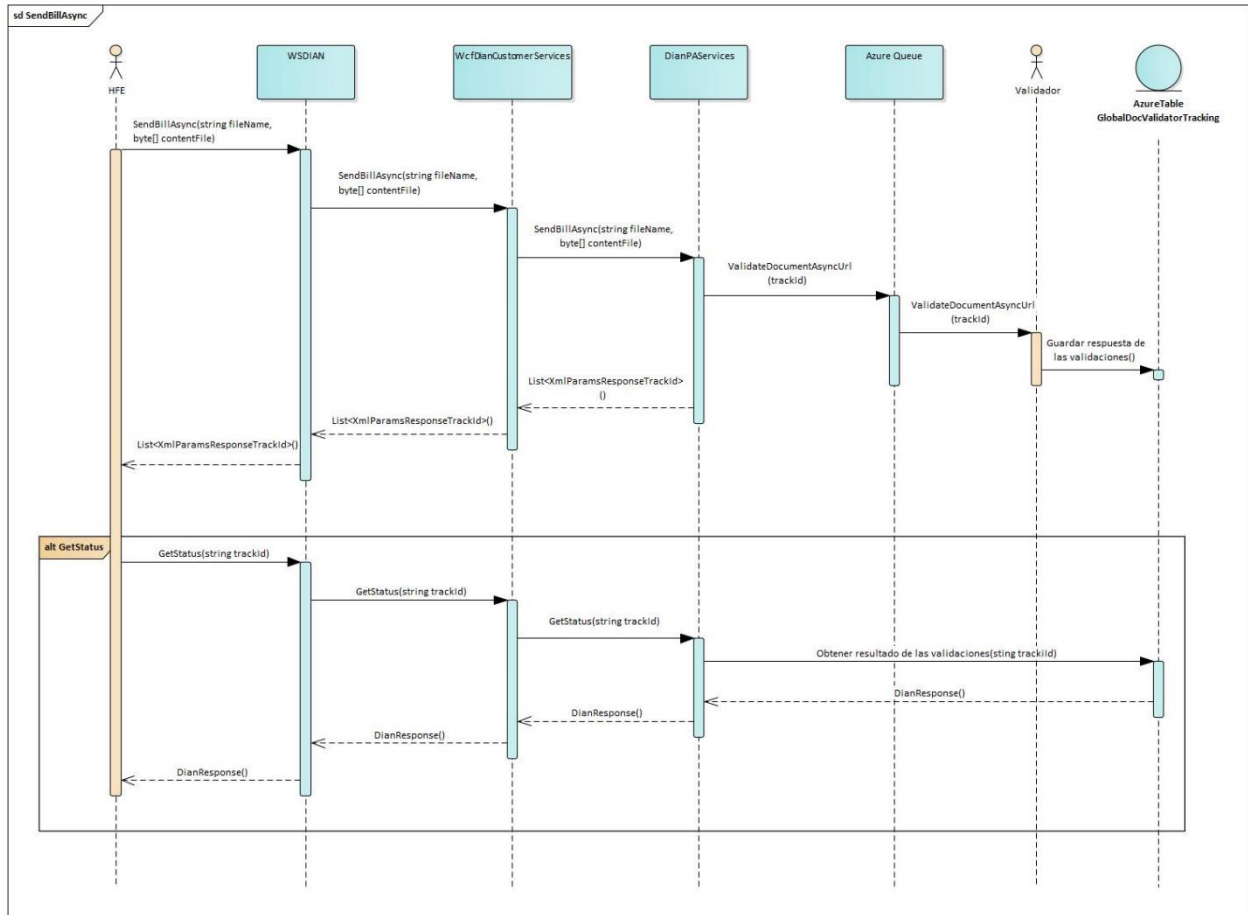 sd SendBillAsync
HFE
WSDIAN
WcfDianCustomerServices
DianPAServices
Azure Queue
Validador
AzureTable
GlobalDocValidatorTracking
SendBillAsync(string fileName,
byte[] contentFile)
SendBillAsync(string fileName,
byte[] contentFile)
SendBillAsync(string fileName,
byte[] contentFile)
ValidateDocumentAsyncUrl
(trackId)
ValidateDocumentAsyncUrl
(trackId)
Guardar respuesta de
las validaciones()
List<XmlParamsResponseTrackId>
()
List<XmlParamsResponseTrackId>()
List<XmlParamsResponseTrackId>()
alt GetStatus
GetStatus(string trackId)
GetStatus(string trackId)
GetStatus(string trackId)
Obtener resultado de las validaciones(sting trackiId)
DianResponse()
DianResponse()
DianResponse()
DianResponse()